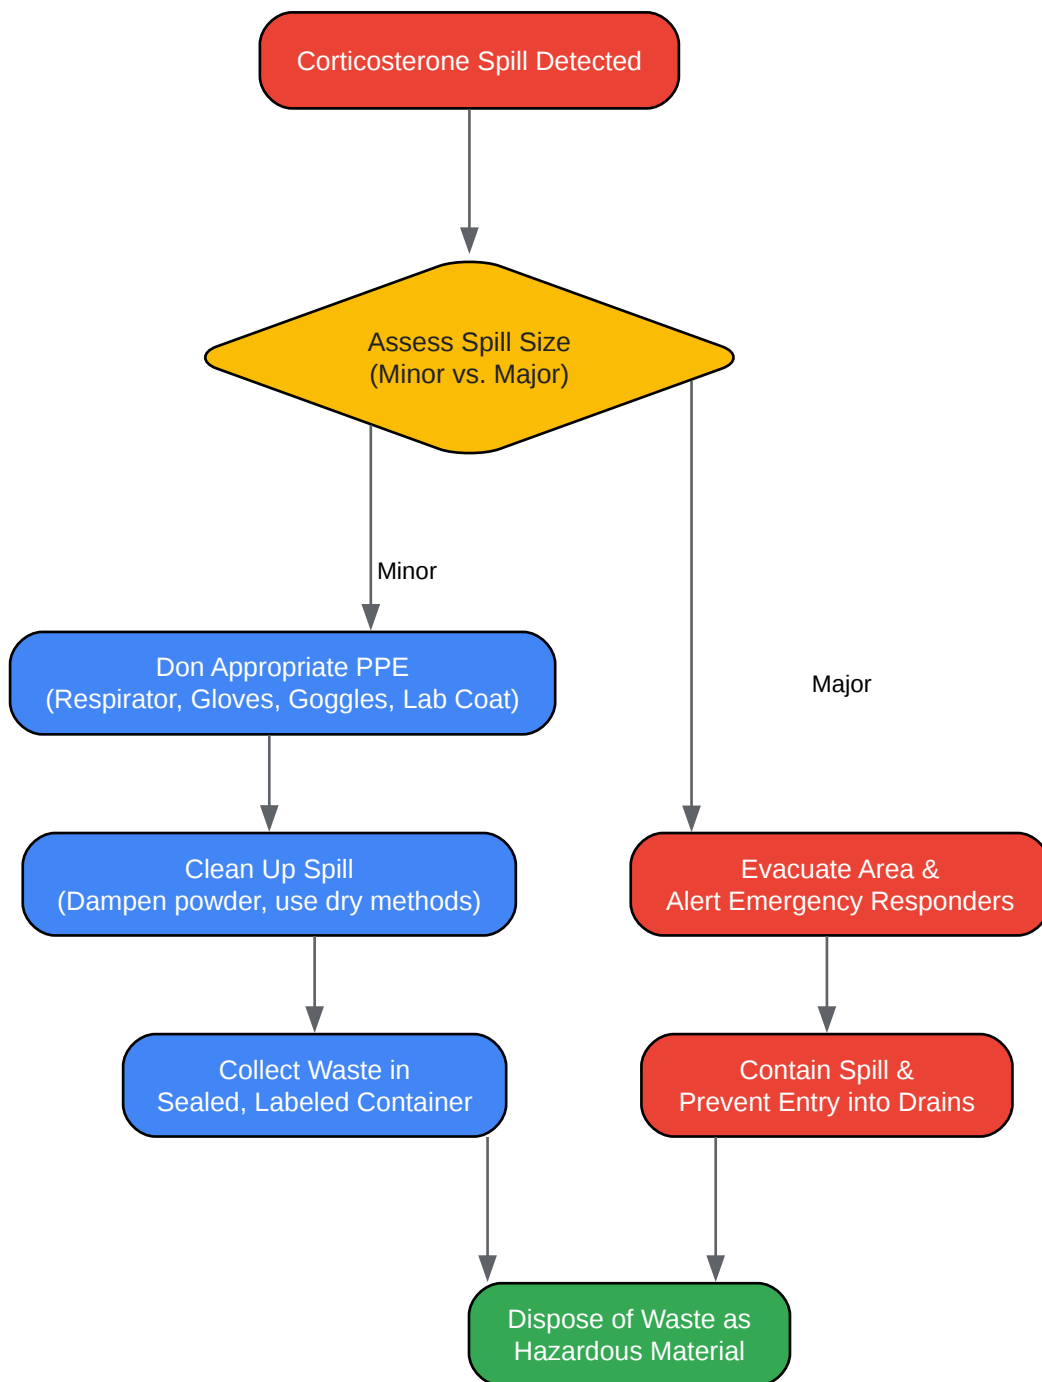 Corticosterone Spill Detected
Assess Spill Size
(Minor vs. Major)
Minor
Don Appropriate PPE
(Respirator, Gloves, Goggles, Lab Coat)
Major
Clean Up Spill
(Dampen powder, use dry methods)
Evacuate Area &
Alert Emergency Responders
Collect Waste in
Sealed, Labeled Container
Contain Spill &
Prevent Entry into Drains
Dispose of Waste as
Hazardous Material